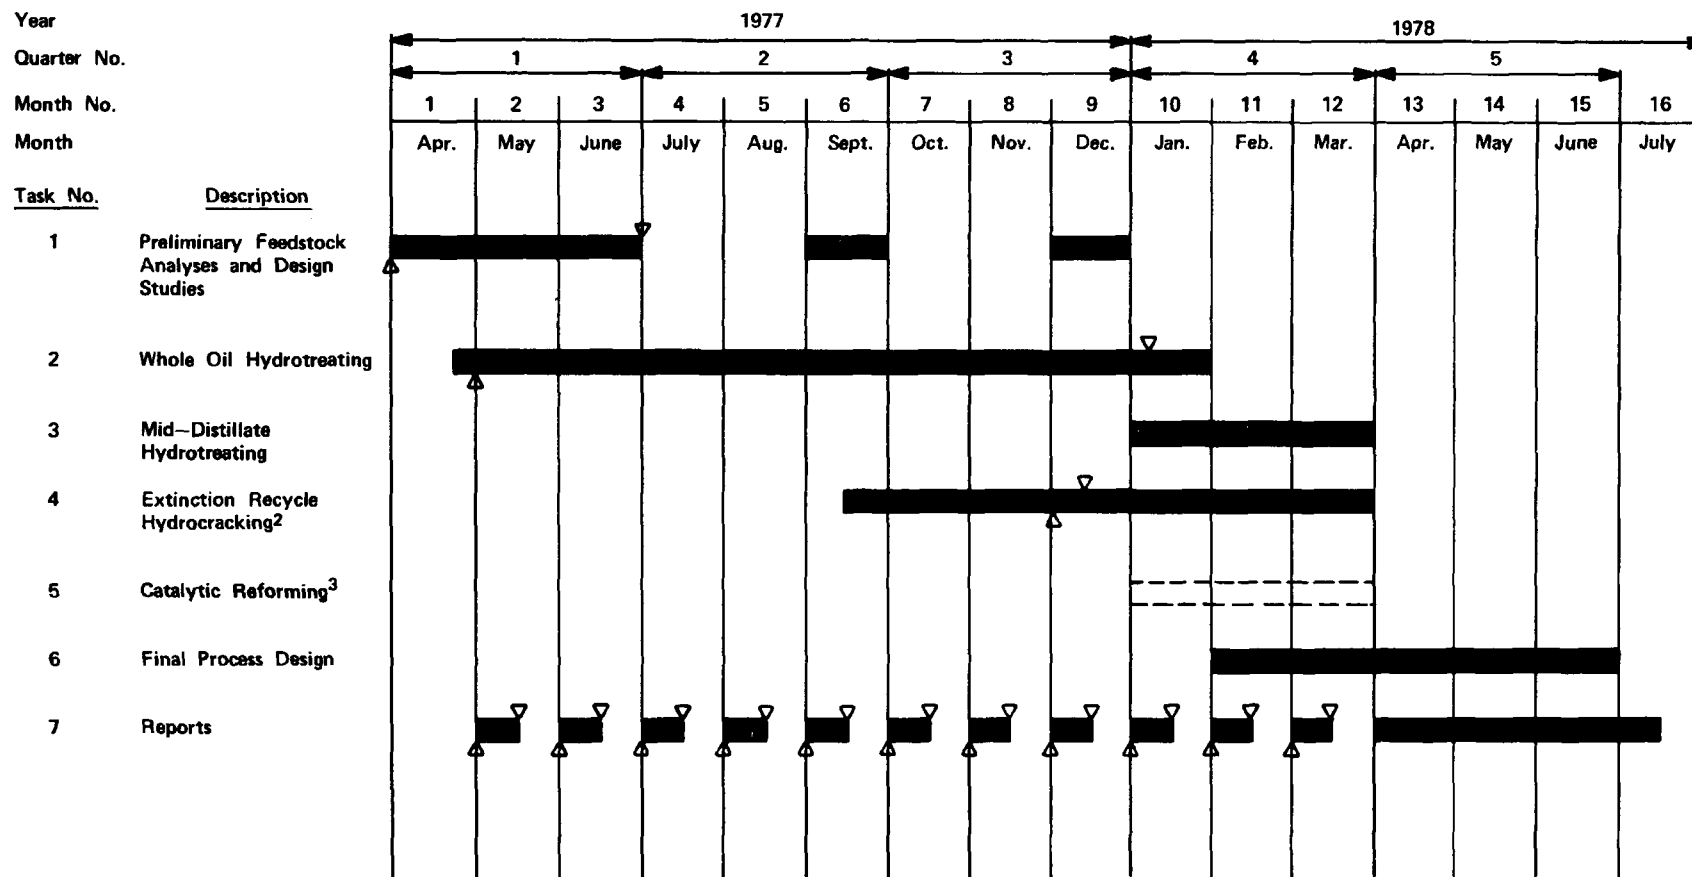 Year 1977 1978
Quarter No. 1 2 3 4 5
Month No. 1 2 3 4 5 6 7 8 9 10 11 12 13 14 15 16
Month Apr. May June July Aug. Sept. Oct. Nov. Dec. Jan. Feb. Mar. Apr. May June July
Task No. Description
1 Preliminary Feedstock
Analyses and Design
Studies
2 Whole Oil Hydrotreating
3 Mid—Distillate
Hydrotreating
4 Extinction Recycle
Hydrocracking2
5 Catalytic Reforming3
6 Final Process Design
7 Reports